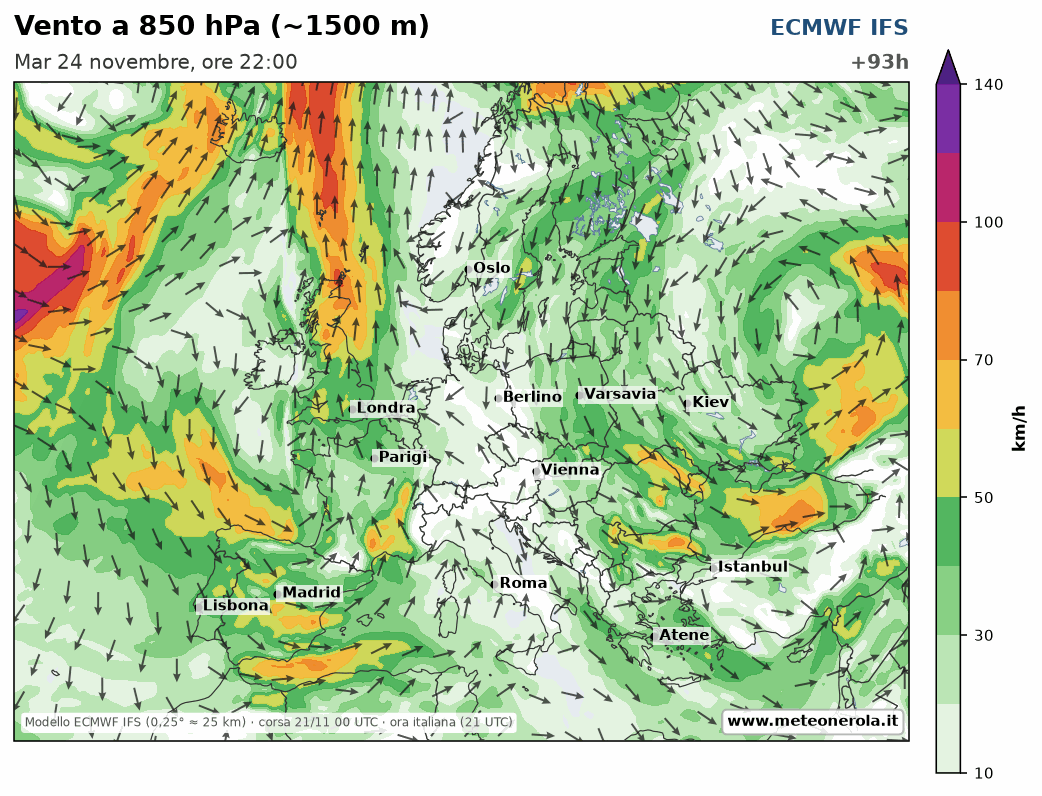 Vento a 850 hPa (~1500 m)
ECMWF IFS
Mar 24 novembre, ore 22:00
+93h
140
100
70
50
30
10
km/h
Oslo
Berlino
Varsavia
Kiev
Londra
Parigi
Vienna
Istanbul
Roma
Madrid
Lisbona
Atene
Modello ECMWF IFS (0,25° ≈ 25 km) · corsa 21/11 00 UTC · ora italiana (21 UTC)
www.meteonerola.it